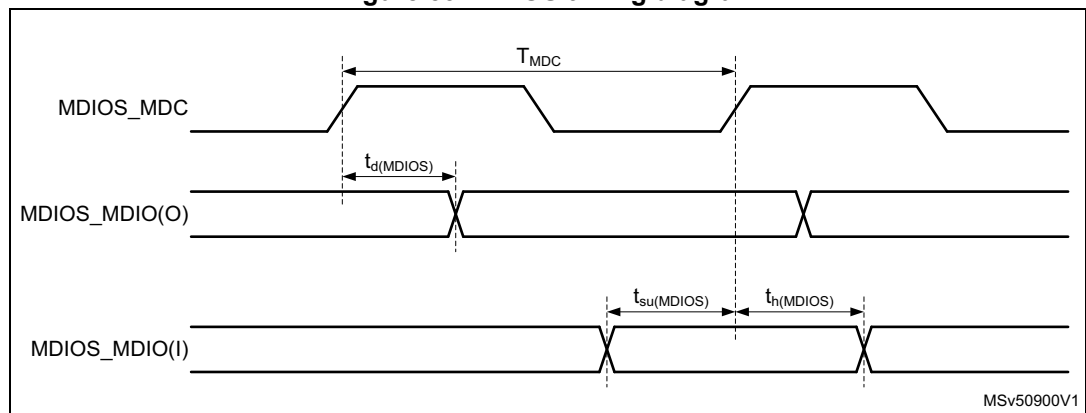 T_MDC
MDIOS_MDC
t_d(MDIOS)
MDIOS_MDIO(O)
t_su(MDIOS) t_h(MDIOS)
MDIOS_MDIO(I)
MSv50900V1